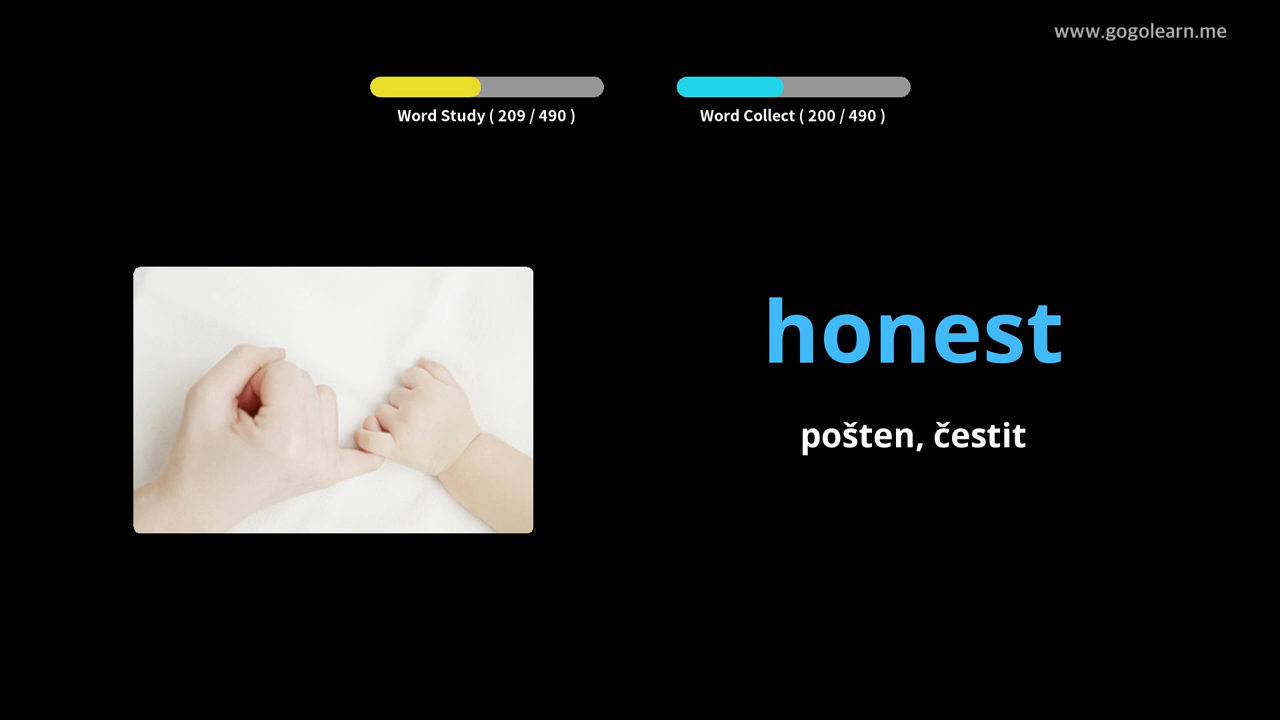 www.gogolearn.me
Word Study ( 209 / 490 )
Word Collect ( 200 / 490 )
honest
pošten, čestit